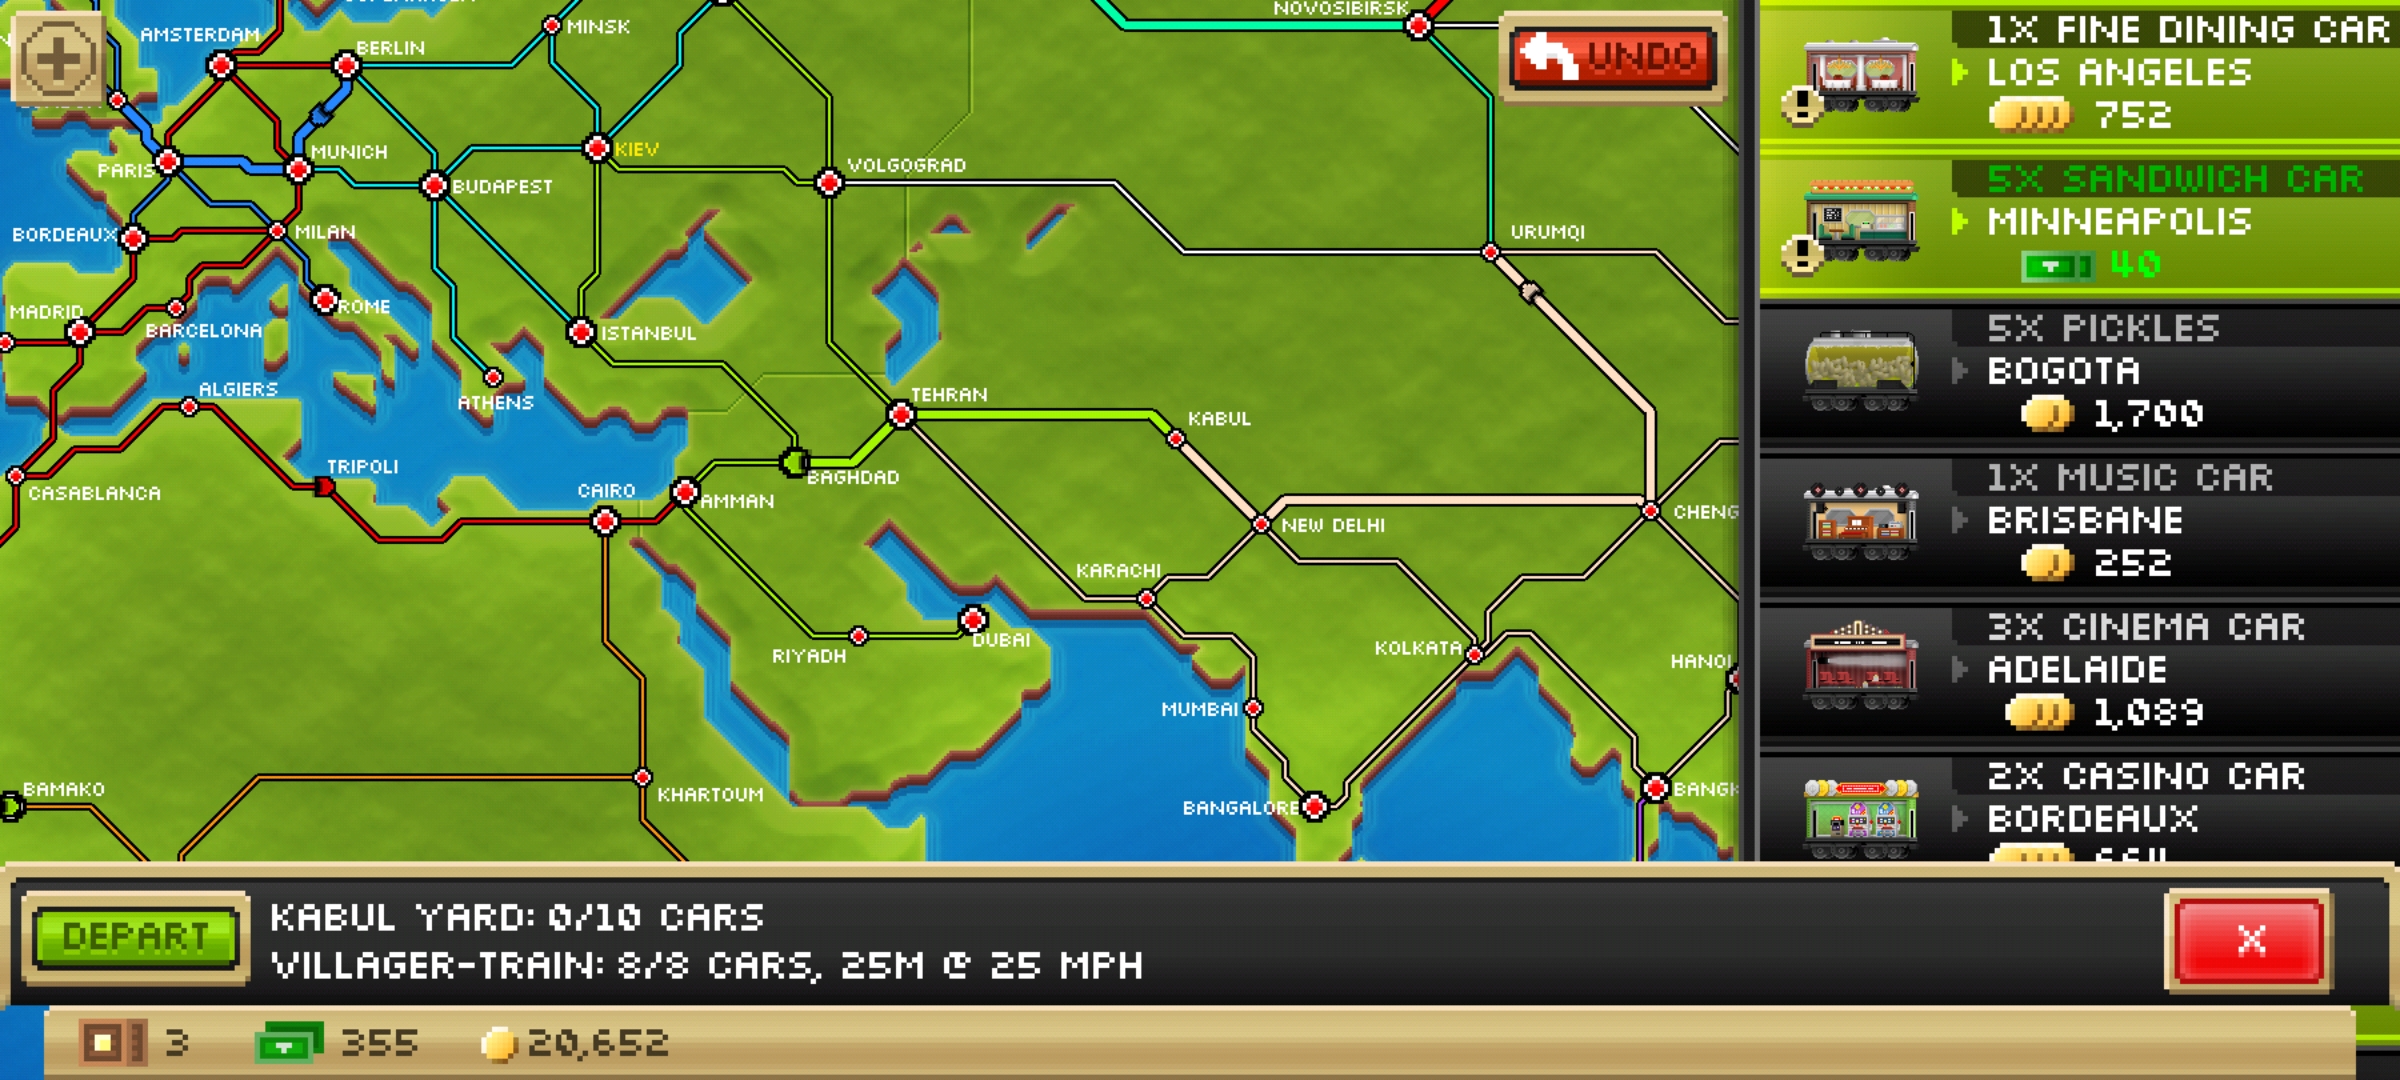 NOVOSIBIRSK
MINSK
AMSTERDAM
BERLIN
UNDO
PARIS
MUNICH
KIEV
VOLGOGRAD
BUDAPEST
BORDEAUX
MILAN
URUMQI
MADRID
ROME
BARCELONA
ISTANBUL
ALGIERS
ATHENS
TEHRAN
KABUL
TRIPOLI
BAGHDAD
CASABLANCA
CAIRO
AMMAN
NEW DELHI
CHENG
KARACHI
RIYADH
DUBAI
KOLKATA
HANOI
MUMBAI
BAMAKO
KHARTOUM
BANGALORE
BANGK
1X FINE DINING CAR
LOS ANGELES
752
5X SANDWICH CAR
MINNEAPOLIS
40
5X PICKLES
BOGOTA
1,700
1X MUSIC CAR
BRISBANE
252
3X CINEMA CAR
ADELAIDE
1,089
2X CASINO CAR
BORDEAUX
DEPART
KABUL YARD: 0/10 CARS
VILLAGER-TRAIN: 8/8 CARS, 25M @ 25 MPH
X
3
355
20,652